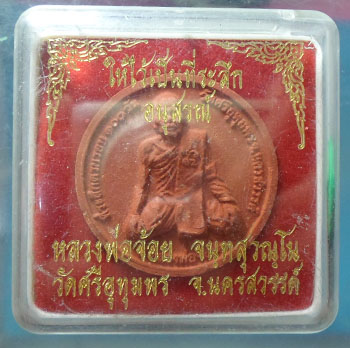 ให้ไว้เป็นที่ระลึก
อนุสรณ์
หลวงพ่อจ้อย จนฺทสุวณฺโณ
วัดศรีอุทุมพร จ.นครสวรรค์